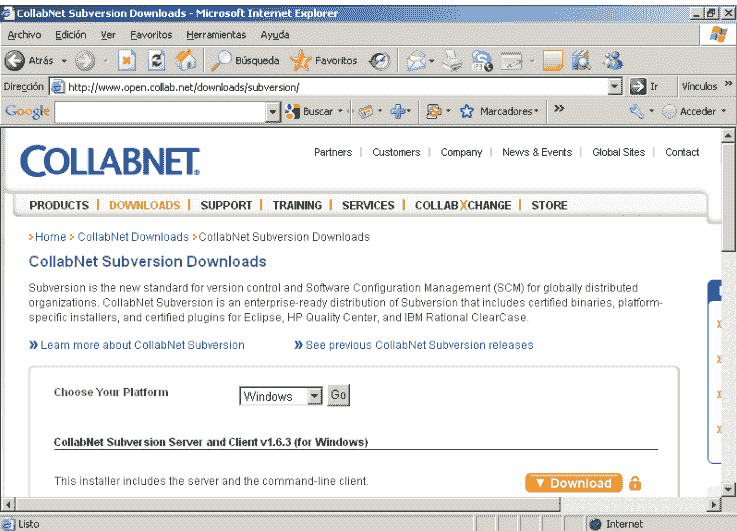 CollabNet Subversion Downloads - Microsoft Internet Explorer
Archivo Edición Ver Favoritos Herramientas Ayuda
Atrás Búsqueda Favoritos
Dirección http://www.open.collab.net/downloads/subversion/ Ir Vínculos »
Google Buscar Marcadores » Acceder
COLLABNET.
Partners | Customers | Company | News & Events | Global Sites | Contact
PRODUCTS | DOWNLOADS | SUPPORT | TRAINING | SERVICES | COLLABXCHANGE | STORE
Home > CollabNet Downloads > CollabNet Subversion Downloads
CollabNet Subversion Downloads
Subversion is the new standard for version control and Software Configuration Management (SCM) for globally distributed
organizations. CollabNet Subversion is an enterprise-ready distribution of Subversion that includes certified binaries, platform-
specific installers, and certified plugins for Eclipse, HP Quality Center, and IBM Rational ClearCase.
» Learn more about CollabNet Subversion » See previous CollabNet Subversion releases
Choose Your Platform Windows Go
CollabNet Subversion Server and Client v1.6.3 (for Windows)
This installer includes the server and the command-line client. Download
Listo Internet